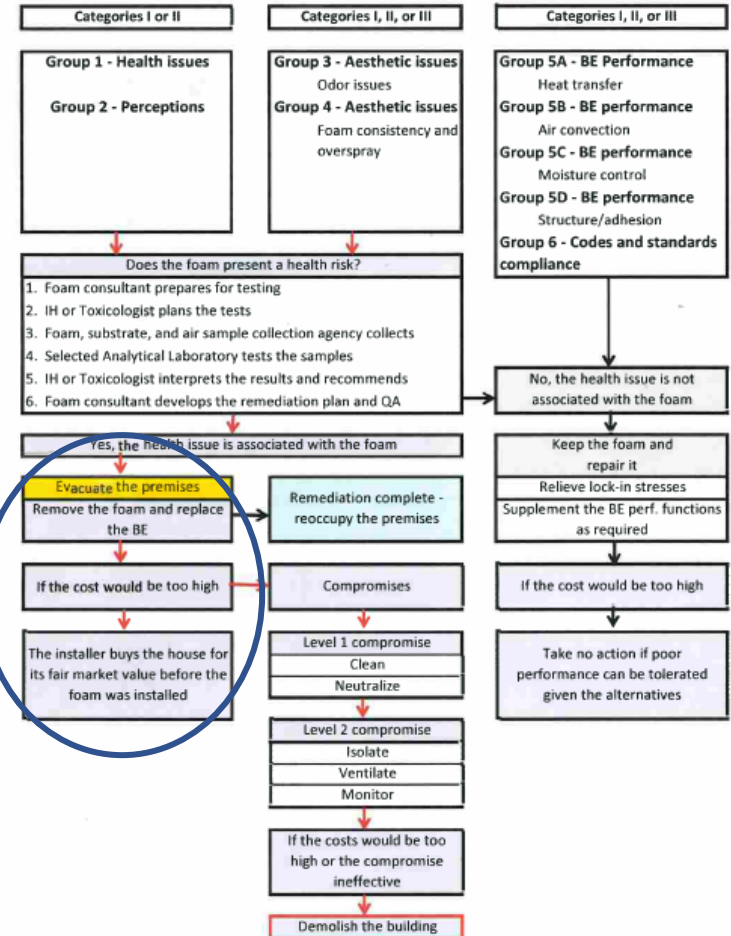 Categories I or II
Categories I, II, or III
Categories I, II, or III
Group 1 - Health issues
Group 2 - Perceptions
Group 3 - Aesthetic issues
Odor issues
Group 4 - Aesthetic issues
Foam consistency and
overspray
Group 5A - BE Performance
Heat transfer
Group 5B - BE performance
Air convection
Group 5C - BE performance
Moisture control
Group 5D - BE performance
Structure/adhesion
Group 6 - Codes and standards
compliance
Does the foam present a health risk?
1. Foam consultant prepares for testing
2. IH or Toxicologist plans the tests
3. Foam, substrate, and air sample collection agency collects
4. Selected Analytical Laboratory tests the samples
5. IH or Toxicologist interprets the results and recommends
6. Foam consultant develops the remediation plan and QA
No, the health issue is not
associated with the foam
Yes, the health issue is associated with the foam
Evacuate the premises
Remove the foam and replace
the BE
Remediation complete -
reoccupy the premises
Keep the foam and
repair it
Relieve lock-in stresses
Supplement the BE perf. functions
as required
If the cost would be too high
Compromises
If the cost would be too high
The installer buys the house for
its fair market value before the
foam was installed
Level 1 compromise
Clean
Neutralize
Take no action if poor
performance can be tolerated
given the alternatives
Level 2 compromise
Isolate
Ventilate
Monitor
If the costs would be too
high or the compromise
ineffective
Demolish the building